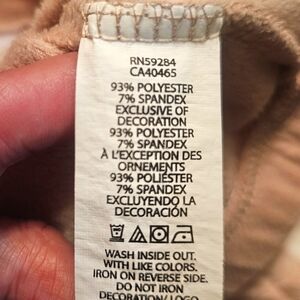 RN59284
CA40465
93% POLYESTER
7% SPANDEX
EXCLUSIVE OF
DECORATION
93% POLYESTER
7% SPANDEX
À L'EXCEPTION DES
ORNEMENTS
93% POLIÉSTER
7% SPANDEX
EXCLUYENDO LA
DECORACIÓN
WASH INSIDE OUT.
WITH LIKE COLORS.
IRON ON REVERSE SIDE.
DO NOT IRON
DECORATION/ LOGO